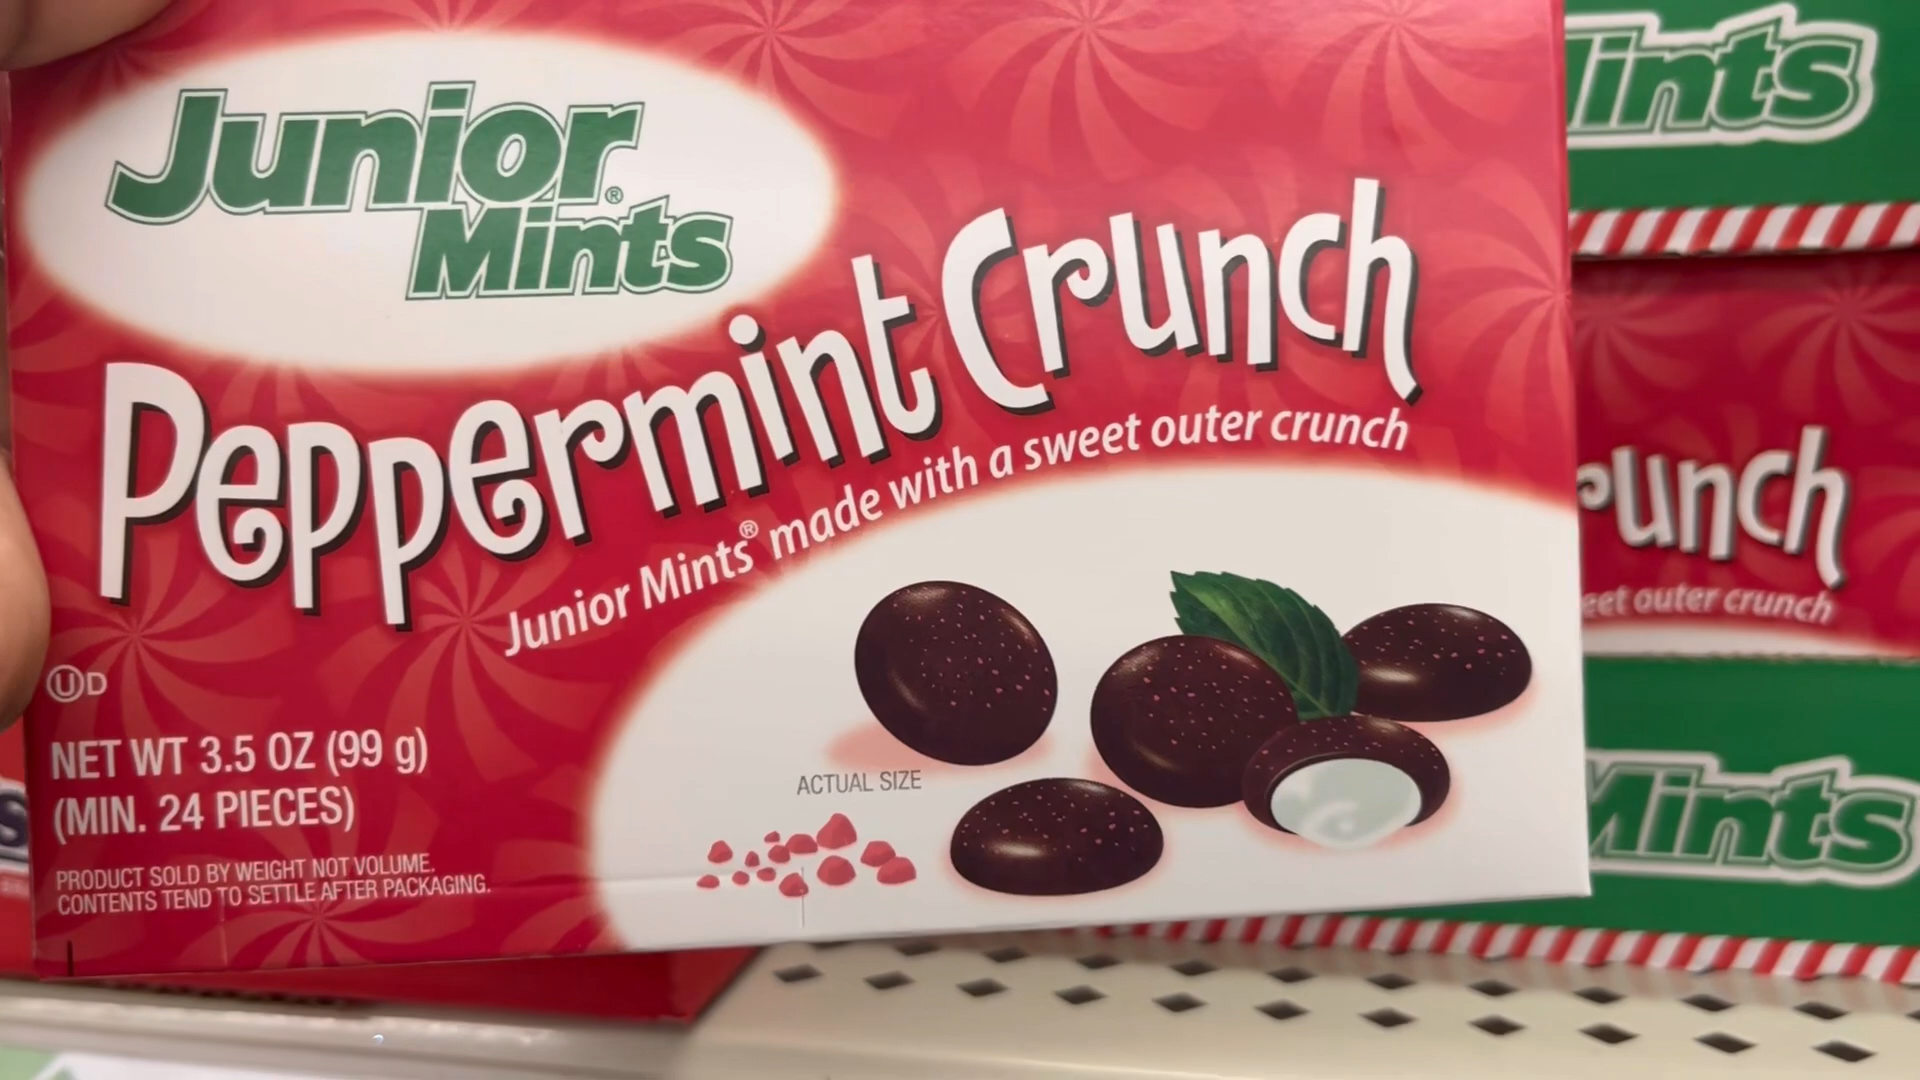 Junior®
Mints
Peppermint Crunch
Junior Mints® made with a sweet outer crunch
UD
NET WT 3.5 OZ (99 g)
(MIN. 24 PIECES)
PRODUCT SOLD BY WEIGHT NOT VOLUME.
CONTENTS TEND TO SETTLE AFTER PACKAGING.
ACTUAL SIZE
ints
runch
eet outer crunch
Mints